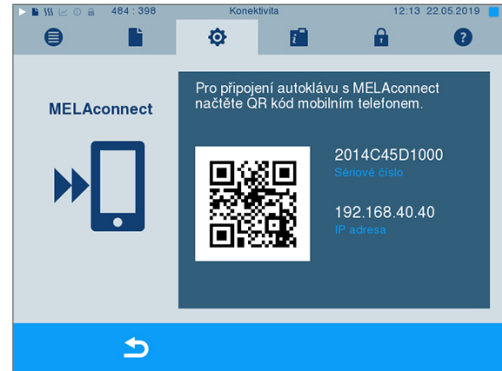 484 : 398 Konektivita 12:13 22.05.2019
MELAconnect
Pro připojení autoklávu s MELAconnect
načtěte QR kód mobilním telefonem.
2014C45D1000
Sériové číslo
192.168.40.40
IP adresa